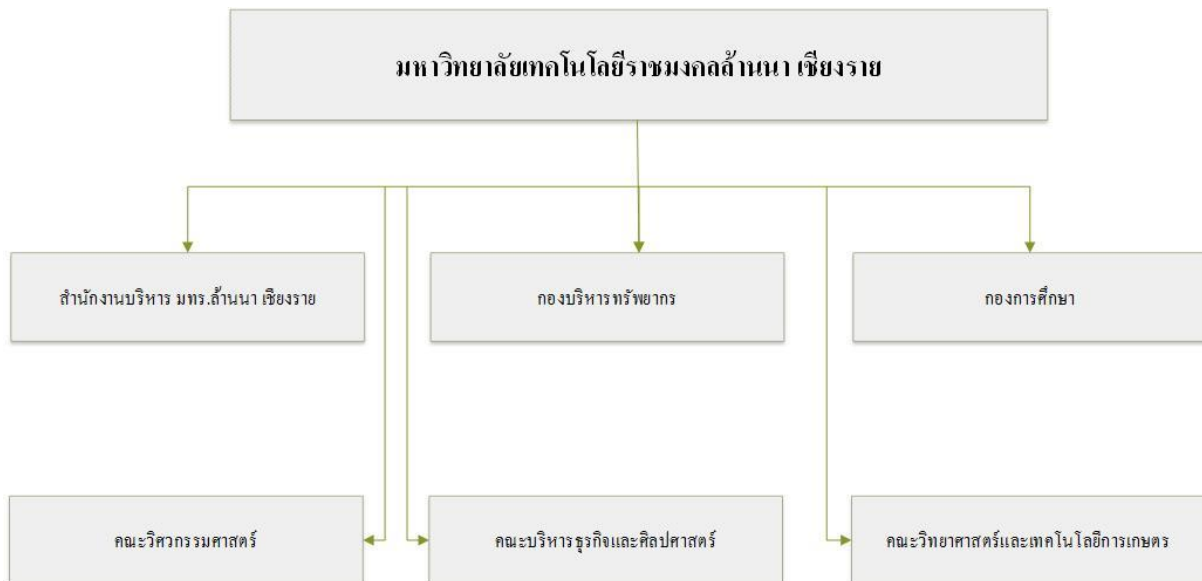 มหาวิทยาลัยเทคโนโลยีราชมงคลล้านนา เชียงราย
สำนักงานบริหาร มทร.ล้านนา เชียงราย
กองบริหารทรัพยากร
กองการศึกษา
คณะวิศวกรรมศาสตร์
คณะบริหารธุรกิจและศิลปศาสตร์
คณะวิทยาศาสตร์และเทคโนโลยีการเกษตร